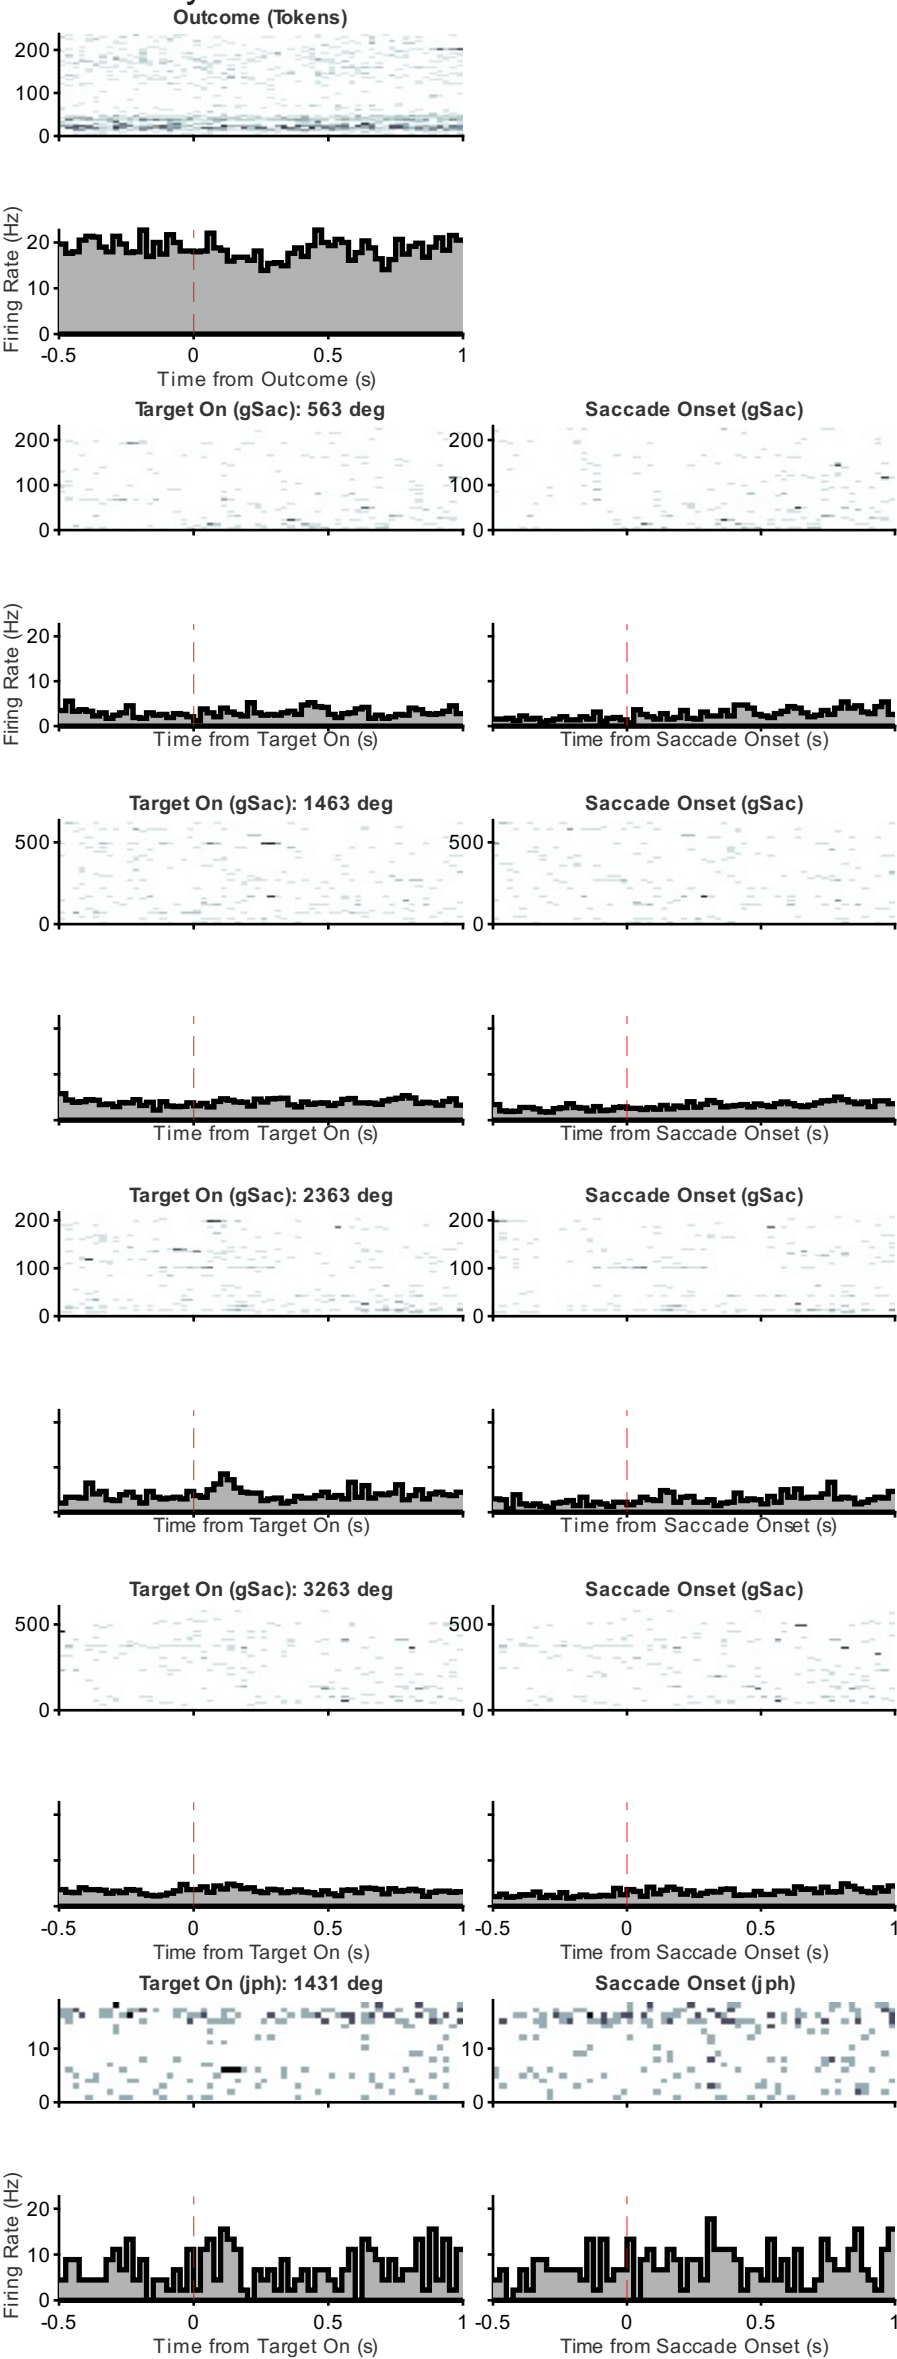 Outcome (Tokens)
200
100
0
Firing Rate (Hz)
20
10
0
-0.5 0 0.5 1
Time from Outcome (s)
Target On (gSac): 563 deg Saccade Onset (gSac)
200 200
100 100
0 0
Firing Rate (Hz)
20
10
0
Time from Target On (s) Time from Saccade Onset (s)
Target On (gSac): 1463 deg Saccade Onset (gSac)
500 500
0 0
Time from Target On (s) Time from Saccade Onset (s)
Target On (gSac): 2363 deg Saccade Onset (gSac)
200 200
100 100
0 0
Time from Target On (s) Time from Saccade Onset (s)
Target On (gSac): 3263 deg Saccade Onset (gSac)
500 500
0 0
-0.5 0 0.5 1 -0.5 0 0.5 1
Time from Target On (s) Time from Saccade Onset (s)
Target On (jph): 1431 deg Saccade Onset (jph)
10 10
0 0
Firing Rate (Hz)
20
10
0
-0.5 0 0.5 1 -0.5 0 0.5 1
Time from Target On (s) Time from Saccade Onset (s)